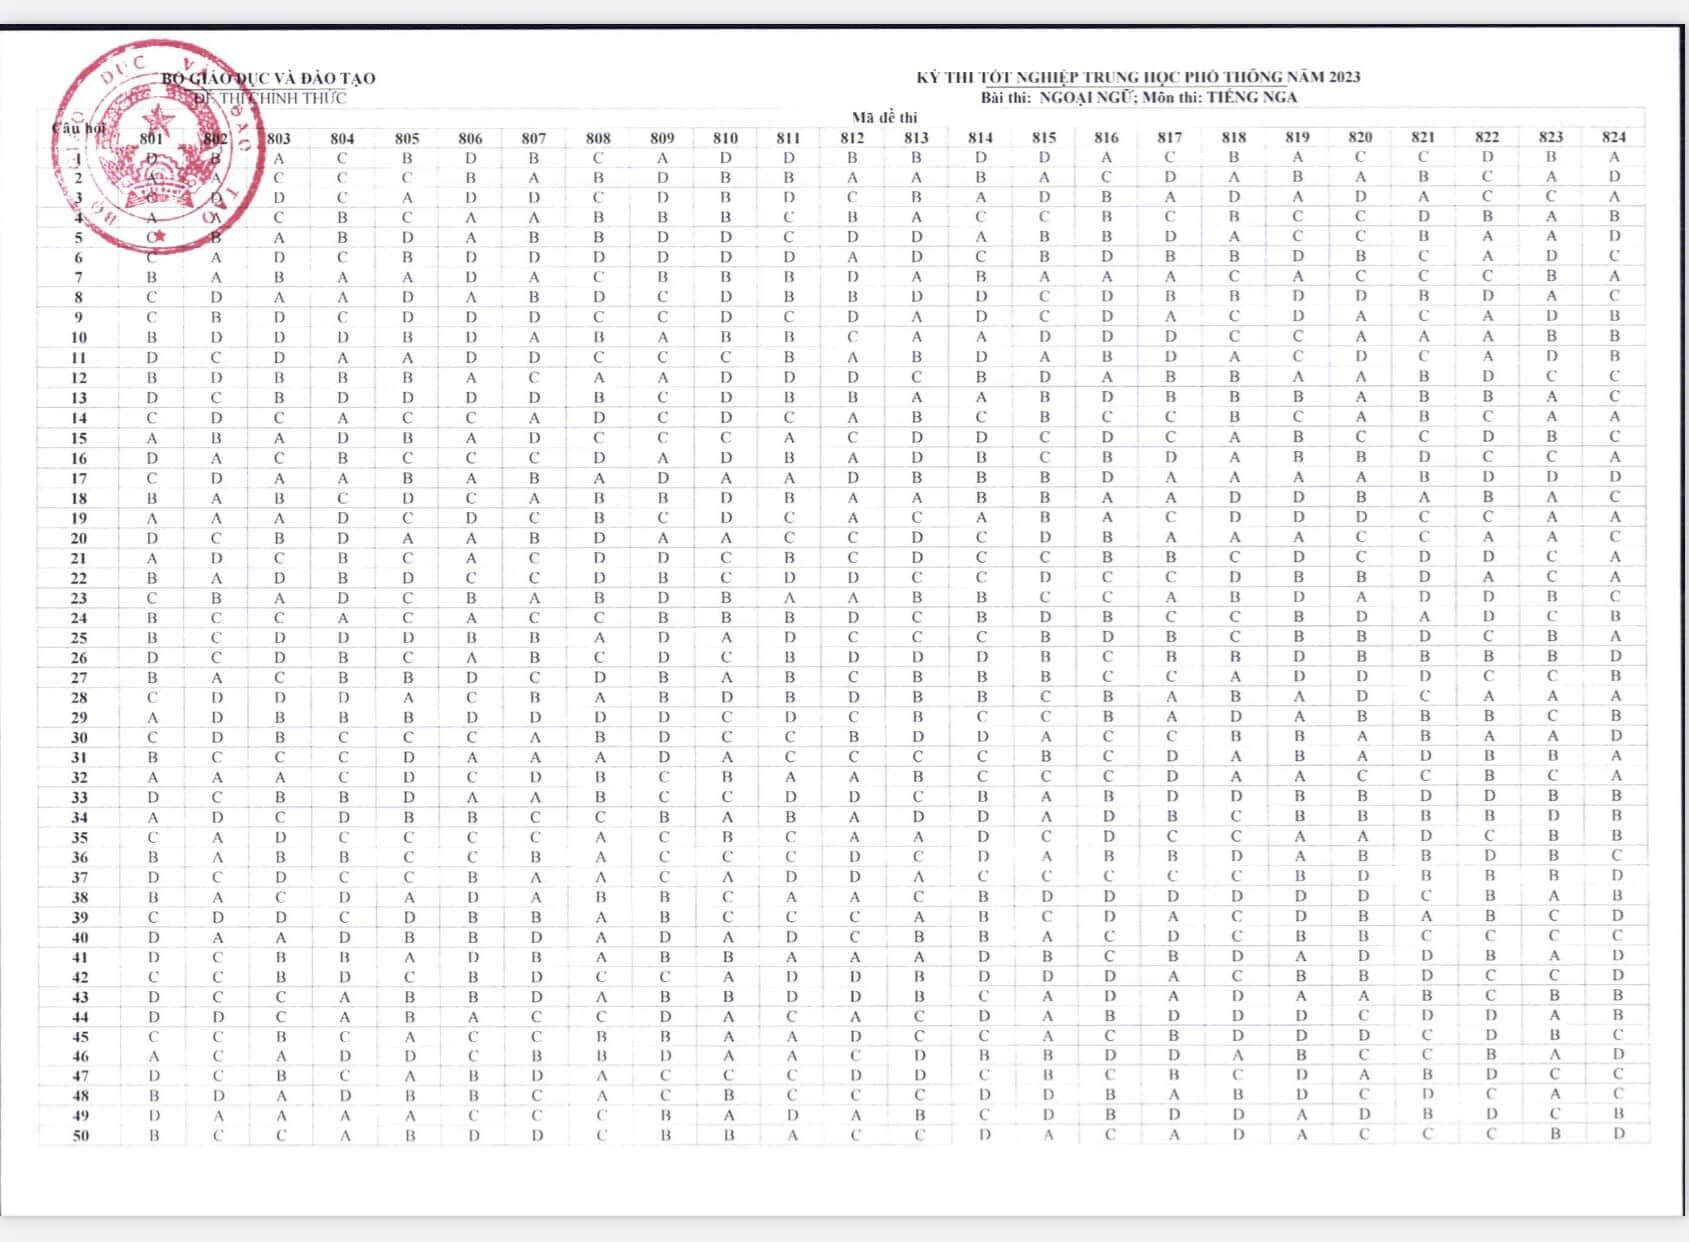 BỘ GIÁO DỤC VÀ ĐÀO TẠO
ĐỀ THI CHÍNH THỨC
KỲ THI TỐT NGHIỆP TRUNG HỌC PHỔ THÔNG NĂM 2023
Bài thi: NGOẠI NGỮ; Môn thi: TIẾNG NGA
Mã đề thi
Câu hỏi 801 802 803 804 805 806 807 808 809 810 811 812 813 814 815 816 817 818 819 820 821 822 823 824
1 D B A C B D B C A D D B B D D A C B A C C D B A
2 A A C C C B A B D B B A A B A C D A B A B C A D
3 C D D C A D D C D B D C B A D B A D A D A C C A
4 A A C B C A A B B B C B A C C B C B C C D B A B
5 C B A B D A B B D D C D D A B B D A C C B A A D
6 C A D C B D D D D D D A D C B D B B D B C A D C
7 B A B A A D A C B B B D A B A A A C A C C C B A
8 C D A A D A B D C D B B D D C D B B D D B D A C
9 C B D C D D D C C D C D A D C D A C D A C A D B
10 B D D D B D A B A B B C A A D D D C C A A A B B
11 D C D A A D D C C C B A B D A B D A C D C A D B
12 B D B B B A C A A D D D C B D A B B A A B D C C
13 D C B D D D D B C D B B A A B D B B B A B B A C
14 C D C A C C A D C D C A B C B C C B C A B C A A
15 A B A D B A D C C C A C D D C D C A B C C D B C
16 D A C B C C C D A D B A D B C B D A B B D C C A
17 C D A A B A B A D A A D B B B D A A A A B D D D
18 B A B C D C A B B D B A A B B A A D D B A B A C
19 A A A D C D C B C D C A C A B A C D D D C C A A
20 D C B D A A B D A A C C D C D B A A A C C A A C
21 A D C B C A C D D C B C D C C B B C D C D D C A
22 B A D B D C C D B C D D C C D C C D B B D A C A
23 C B A D C B A B D B A A B B C C A B D A D D B C
24 B C C A C A C C B B B D C B D B C C B D A D C B
25 B C D D D B B A D A D C C C B D B C B B D C B A
26 D C D B C A B C D C B D D D B C B B D B B B B D
27 B A C B B D C D B A B C B B B C C A D D D C C B
28 C D D D A C B A B D B D B B C B A B A D C A A A
29 A D B B B D D D D C D C B C C B A D A B B B C B
30 C D B C C C A B D C C B D D A C C B B A B A A D
31 B C C C D A A A D A C C C C B C D A B A D B B A
32 A A A C D C D B C B A A B C C C D A A C C B C A
33 D C B B D A A B C C D D C B A B D D B B D D B B
34 A D C D B B C C B A B A D D A D B C B B B B D B
35 C A D C C C C A C B C A A D C D C C A A D C B B
36 B A B B C C B A C C C D C D A B B D A B B D B C
37 D C D C C B A A C A D D A C C C C C B D B B B D
38 B A C D A D A B B C A A C B D D D D D D C B A B
39 C D D C D B B A B C C C A B C D A C D B A B C D
40 D A A D B B D A D A D C B B A C D C B B C C C C
41 D C B B A D B A B B A A A D B C B D A D D B A D
42 C C B D C B D C C A D D B D D D A C B B D C C D
43 D C C A B B D A B B D D B C A D A D A A B C B B
44 D D C A B A C C D A C A C D A B D D D C D D A B
45 C C B C A C C B B A A D C C A C B D D D C D B C
46 A C A D D C B B D A A C D B B D D A B C C B A D
47 D C B C A B D A C C C D D C B C B C D A B D C C
48 B D A D B B C A C B C C C D D B A B D C D C A C
49 D A A A A C C C B A D A B C D B D D A D B D C B
50 B C C A B D D C B B A C C D A C A D A C C C B D